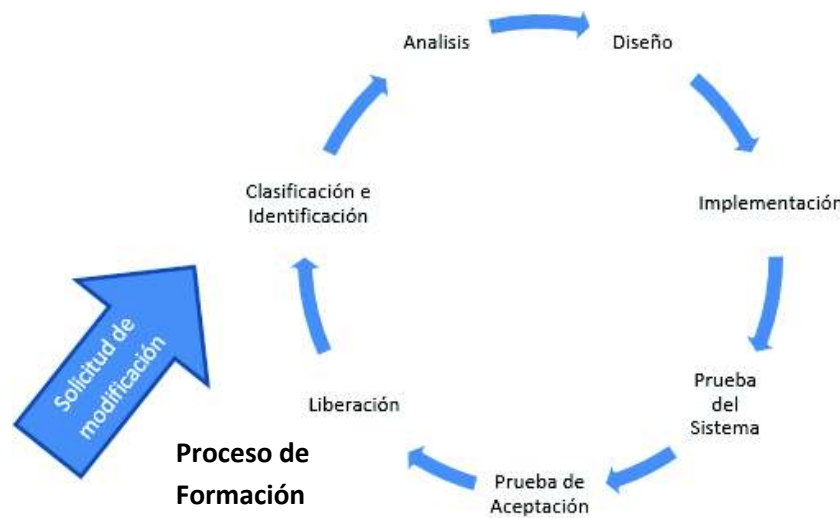 Analisis
Diseño
Clasificación e
Identificación
Implementación
Solicitud de
modificación
Liberación
Prueba
del
Sistema
Proceso de
Formación
Prueba de
Aceptación